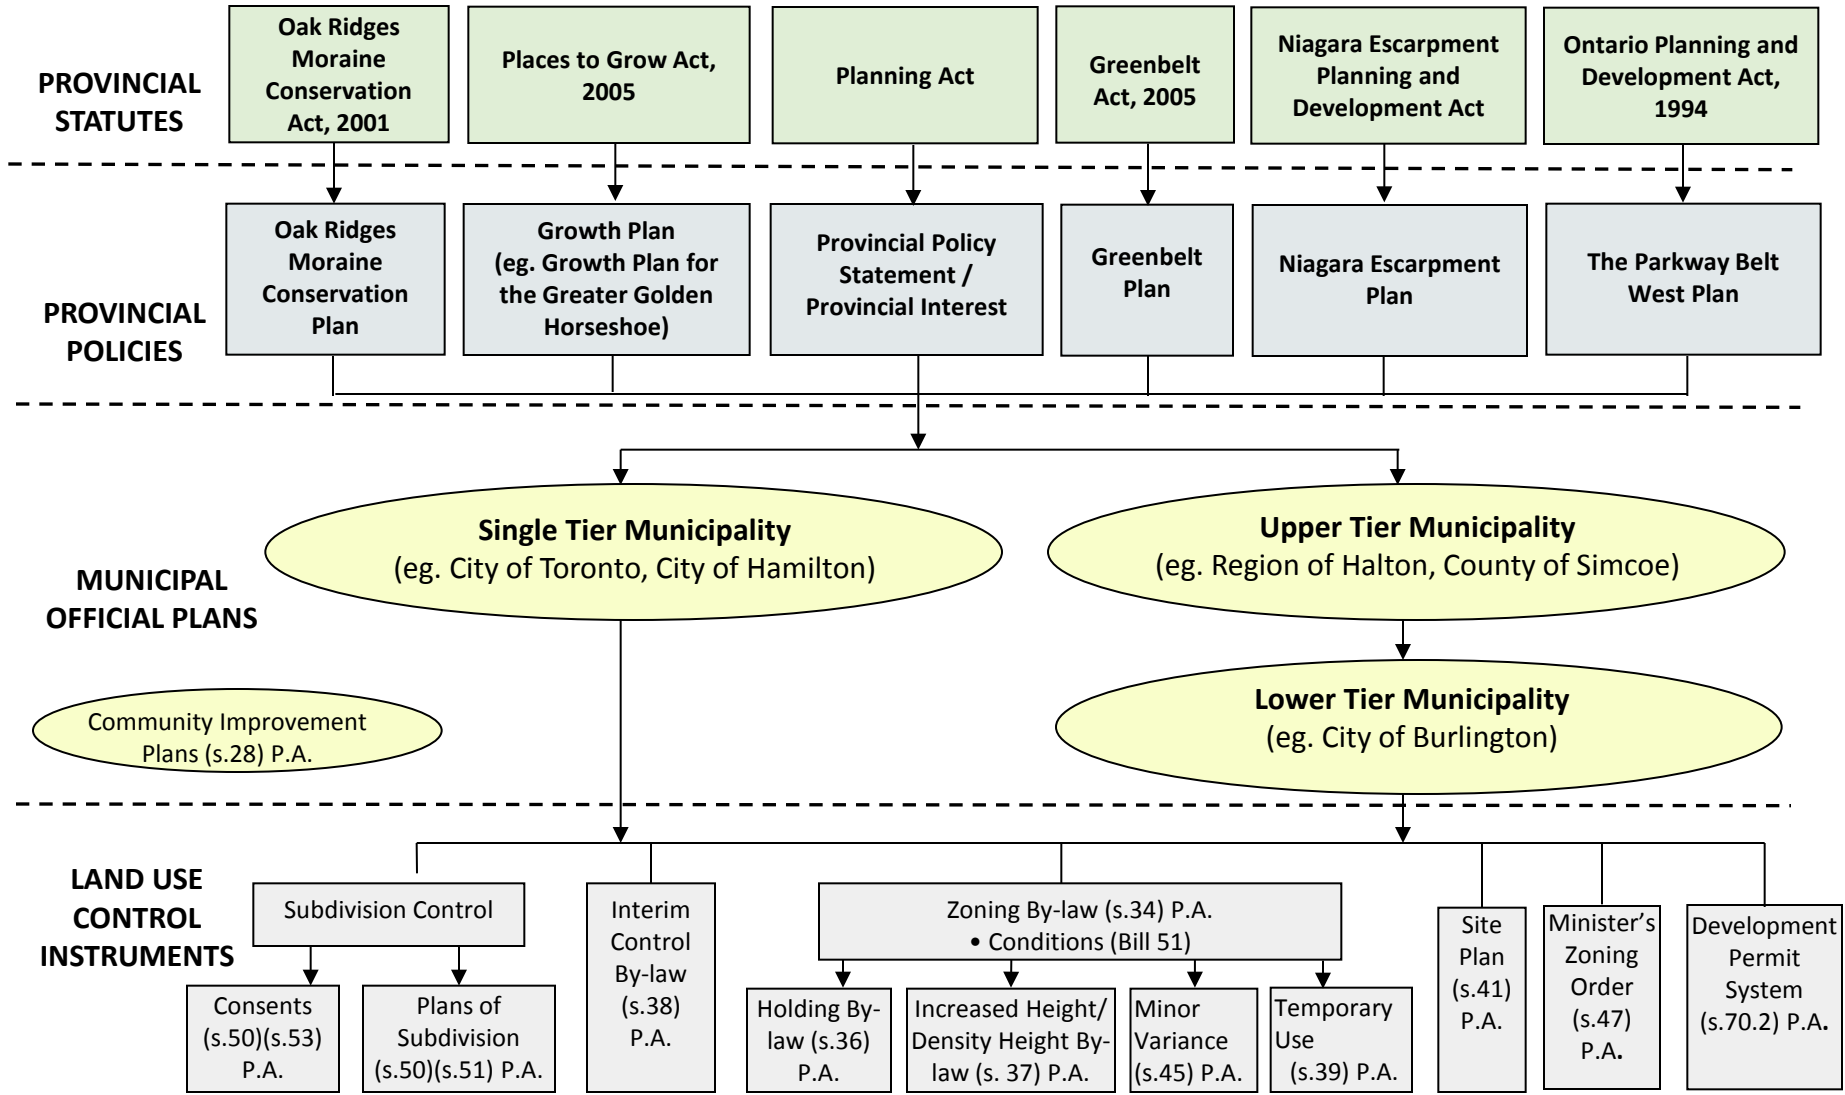 PROVINCIAL
STATUTES
Oak Ridges
Moraine
Conservation
Act, 2001
Places to Grow Act,
2005
Planning Act
Greenbelt
Act, 2005
Niagara Escarpment
Planning and
Development Act
Ontario Planning and
Development Act,
1994
PROVINCIAL
POLICIES
Oak Ridges
Moraine
Conservation
Plan
Growth Plan
(eg. Growth Plan for
the Greater Golden
Horseshoe)
Provincial Policy
Statement /
Provincial Interest
Greenbelt
Plan
Niagara Escarpment
Plan
The Parkway Belt
West Plan
MUNICIPAL
OFFICIAL PLANS
Single Tier Municipality
(eg. City of Toronto, City of Hamilton)
Upper Tier Municipality
(eg. Region of Halton, County of Simcoe)
Lower Tier Municipality
(eg. City of Burlington)
Community Improvement
Plans (s.28) P.A.
LAND USE
CONTROL
INSTRUMENTS
Subdivision Control
Consents
(s.50)(s.53)
P.A.
Plans of
Subdivision
(s.50)(s.51) P.A.
Interim
Control
By-law
(s.38)
P.A.
Zoning By-law (s.34) P.A.
• Conditions (Bill 51)
Holding By-
law (s.36)
P.A.
Increased Height/
Density Height By-
law (s. 37) P.A.
Minor
Variance
(s.45) P.A.
Temporary
Use
(s.39) P.A.
Site
Plan
(s.41)
P.A.
Minister's
Zoning
Order
(s.47)
P.A.
Development
Permit
System
(s.70.2) P.A.